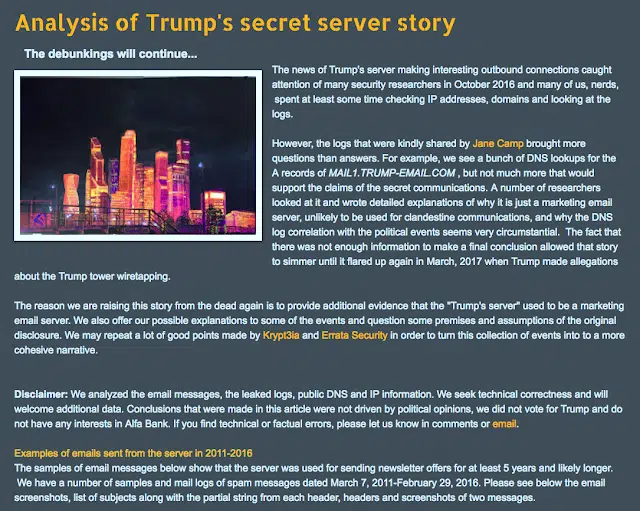 Analysis of Trump's secret server story
The debunkings will continue...
The news of Trump's server making interesting outbound connections caught
attention of many security researchers in October 2016 and many of us, nerds,
spent at least some time checking IP addresses, domains and looking at the
logs.
However, the logs that were kindly shared by Jane Camp brought more
questions than answers. For example, we see a bunch of DNS lookups for the
A records of MAIL1.TRUMP-EMAIL.COM , but not much more that would
support the claims of the secret communications. A number of researchers
looked at it and wrote detailed explanations of why it is just a marketing email
server, unlikely to be used for clandestine communications, and why the DNS
log correlation with the political events seems very circumstantial. The fact that
there was not enough information to make a final conclusion allowed that story
to simmer until it flared up again in March, 2017 when Trump made allegations
about the Trump tower wiretapping.
The reason we are raising this story from the dead again is to provide additional evidence that the "Trump's server" used to be a marketing
email server. We also offer our possible explanations to some of the events and question some premises and assumptions of the original
disclosure. We may repeat a lot of good points made by Krypt3ia and Errata Security in order to turn this collection of events into to a more
cohesive narrative.
Disclaimer: We analyzed the email messages, the leaked logs, public DNS and IP information. We seek technical correctness and will
welcome additional data. Conclusions that were made in this article were not driven by political opinions, we did not vote for Trump and do
not have any interests in Alfa Bank. If you find technical or factual errors, please let us know in comments or email.
Examples of emails sent from the server in 2011-2016
The samples of email messages below show that the server was used for sending newsletter offers for at least 5 years and likely longer.
We have a number of samples and mail logs of spam messages dated March 7, 2011-February 29, 2016. Please see below the email
screenshots, list of subjects along with the partial string from each header, headers and screenshots of two messages.